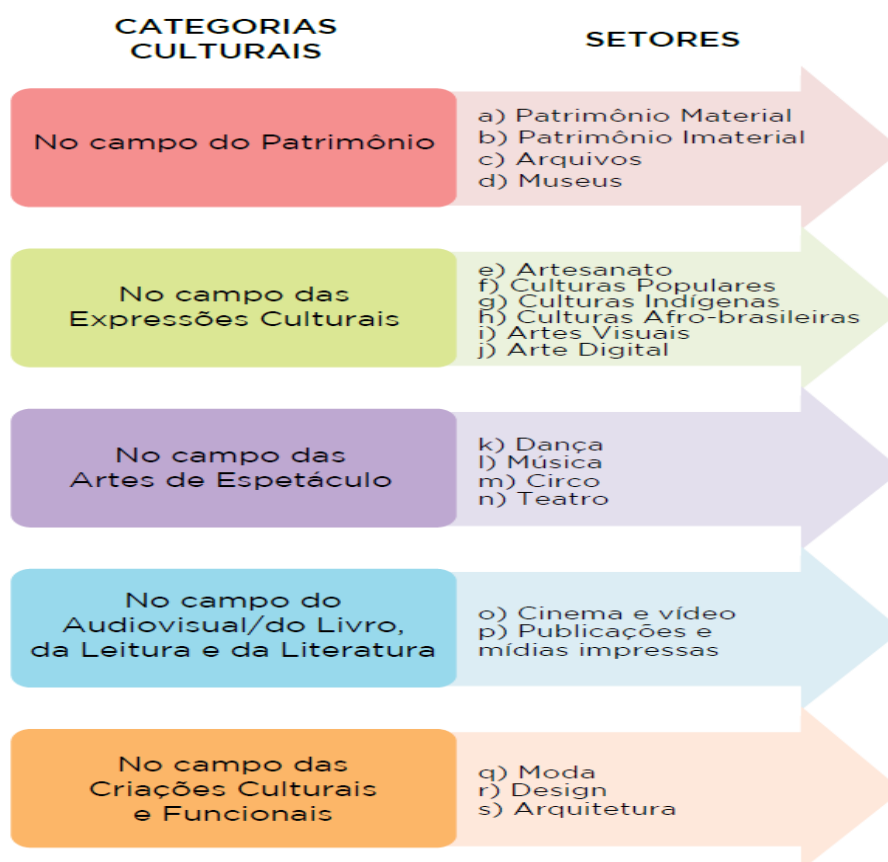 CATEGORIAS
CULTURAIS
SETORES
No campo do Patrimônio
a) Patrimônio Material
b) Patrimônio Imaterial
c) Arquivos
d) Museus
No campo das
Expressões Culturais
e) Artesanato
f) Culturas Populares
g) Culturas Indígenas
h) Culturas Afro-brasileiras
i) Artes Visuais
j) Arte Digital
No campo das
Artes de Espetáculo
k) Dança
l) Música
m) Circo
n) Teatro
No campo do
Audiovisual/do Livro,
da Leitura e da Literatura
o) Cinema e vídeo
p) Publicações e
mídias impressas
No campo das
Criações Culturais
e Funcionais
q) Moda
r) Design
s) Arquitetura